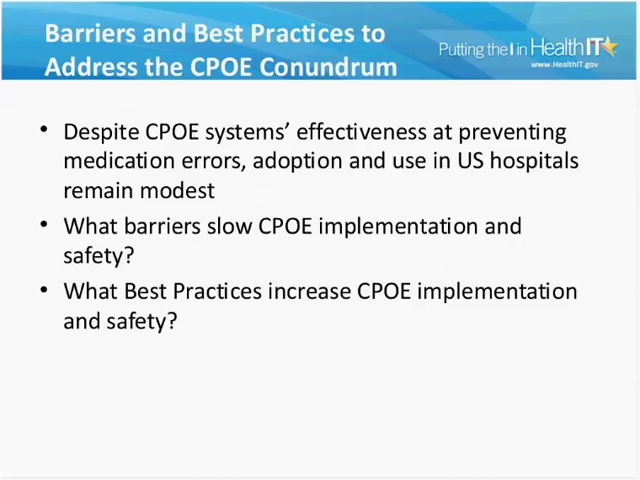 Barriers and Best Practices to
Address the CPOE Conundrum
Putting the I in HealthIT
www.HealthIT.gov
• Despite CPOE systems’ effectiveness at preventing
medication errors, adoption and use in US hospitals
remain modest
• What barriers slow CPOE implementation and
safety?
• What Best Practices increase CPOE implementation
and safety?